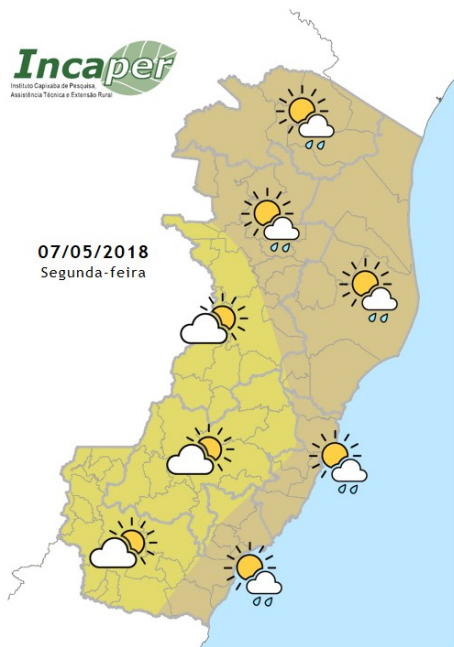 Incaper
Instituto Capixaba de Pesquisa,
Assistência Técnica e Extensão Rural
07/05/2018
Segunda-feira